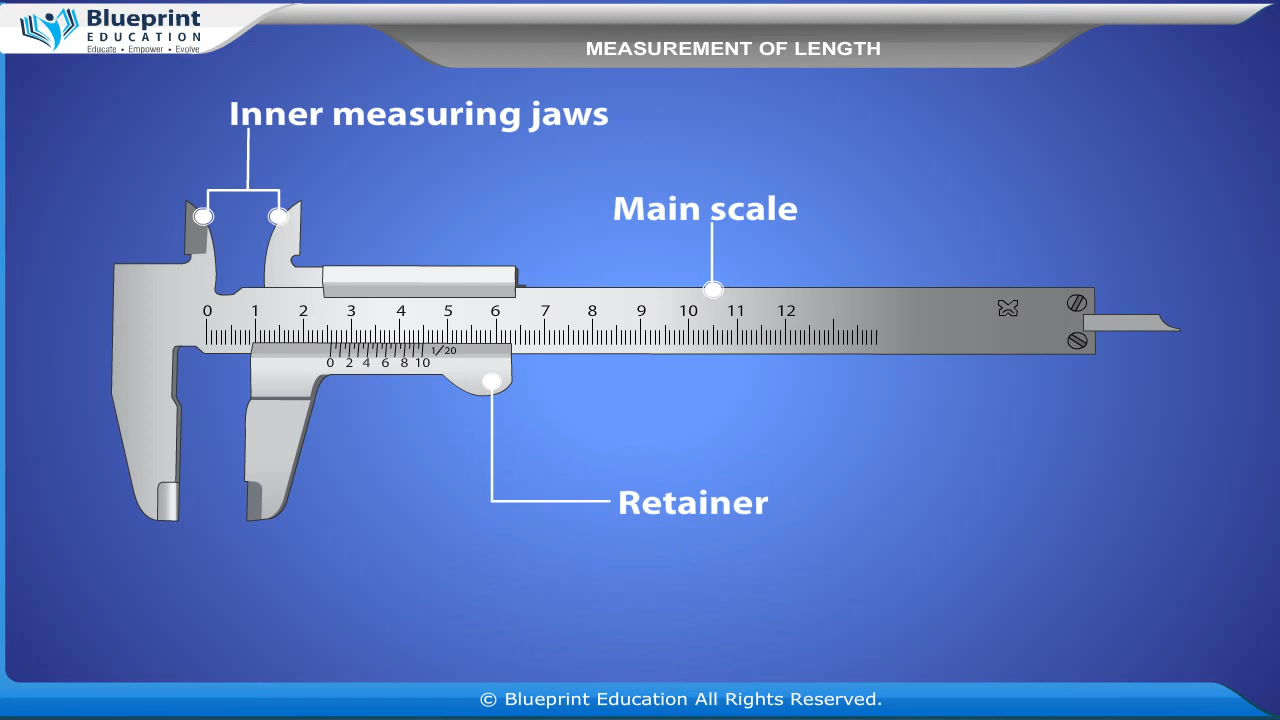 Blueprint
EDUCATION
Educate • Empower • Evolve
MEASUREMENT OF LENGTH
Inner measuring jaws
Main scale
0 1 2 3 4 5 6 7 8 9 10 11 12
1/20
0 2 4 6 8 10
Retainer
© Blueprint Education All Rights Reserved.